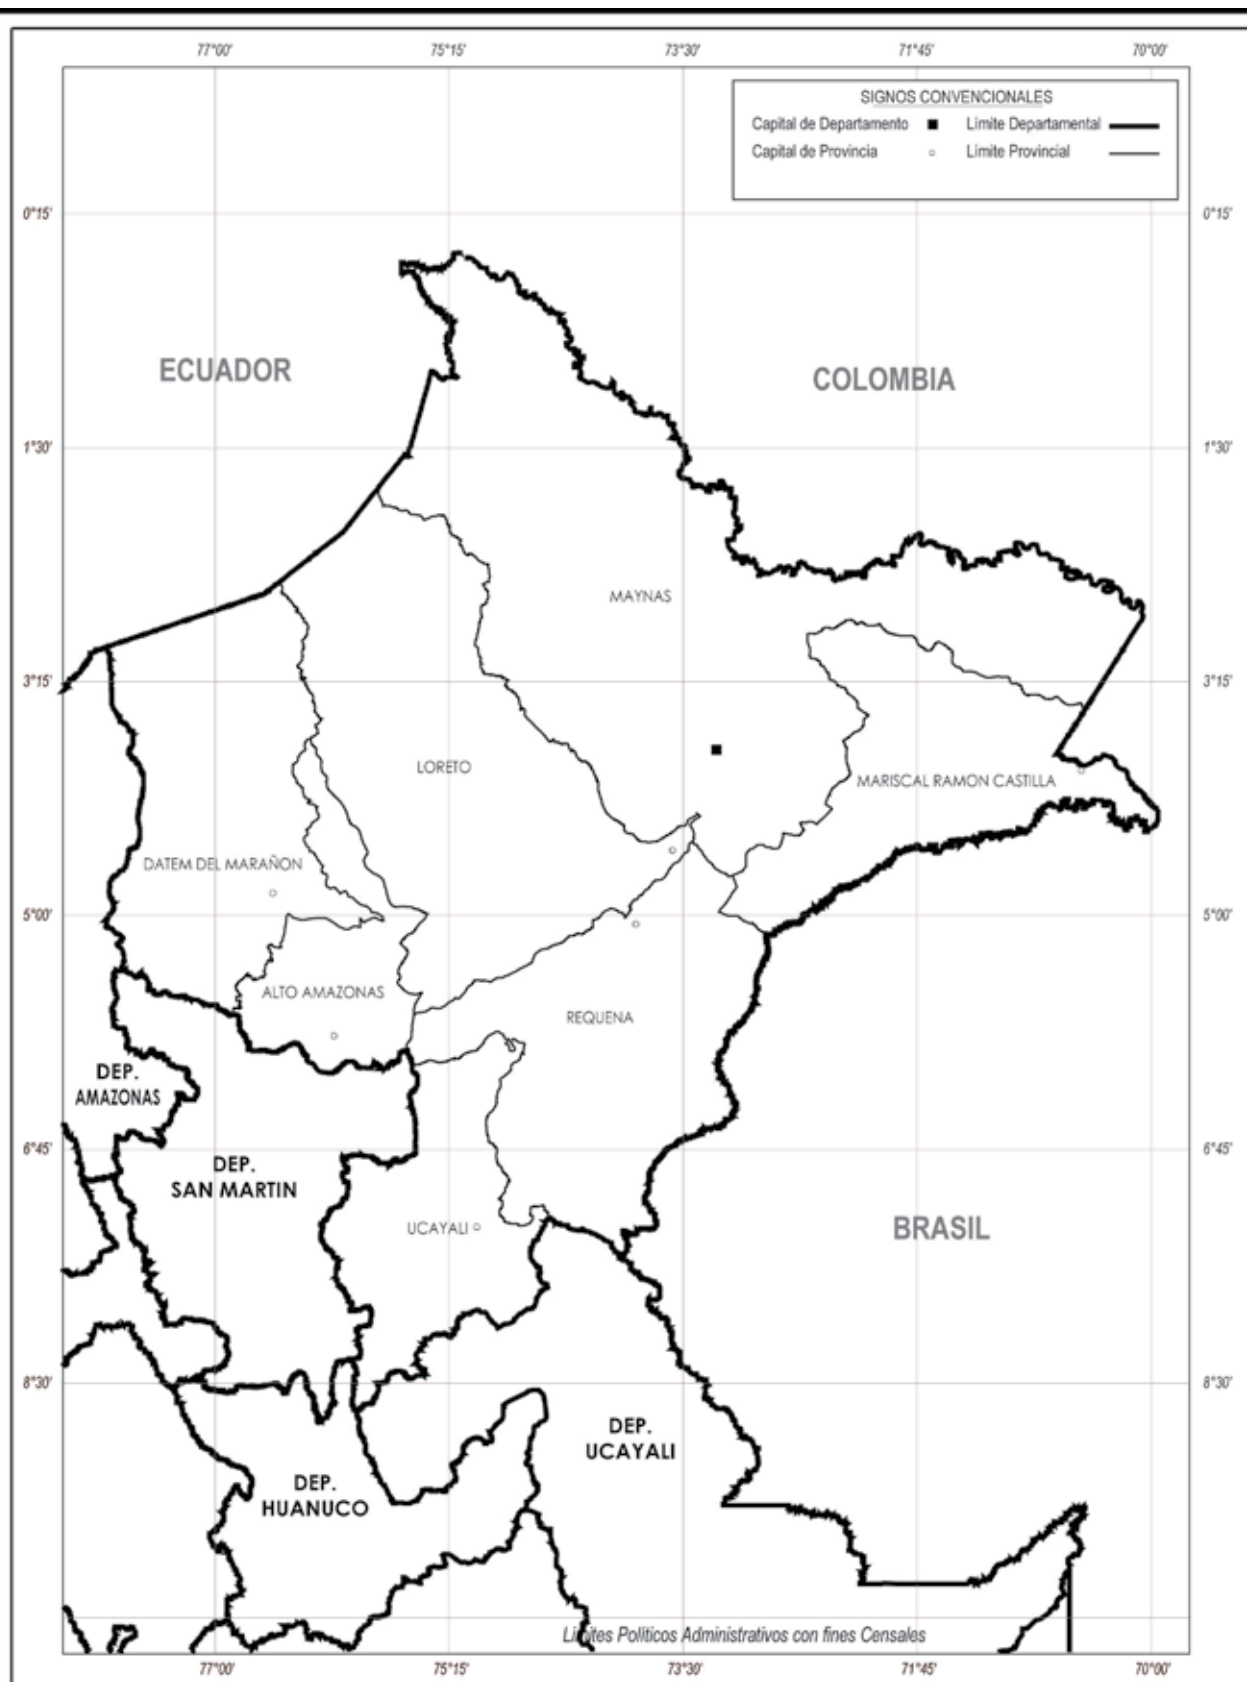 77°00' 75°15' 73°30' 71°45' 70°00'
SIGNOS CONVENCIONALES
Capital de Departamento Limite Departamental
Capital de Provincia Limite Provincial
0°15' 0°15'
ECUADOR
COLOMBIA
1°30' 1°30'
MAYNAS
3°15' 3°15'
LORETO
MARISCAL RAMON CASTILLA
DATEM DEL MARAÑON
5°00' 5°00'
ALTO AMAZONAS
REQUENA
DEP.
AMAZONAS
6°45' 6°45'
DEP.
SAN MARTIN
UCAYALI
BRASIL
8°30' 8°30'
DEP.
UCAYALI
DEP.
HUANUCO
Limites Políticos Administrativos con fines Censales
77°00' 75°15' 73°30' 71°45' 70°00'